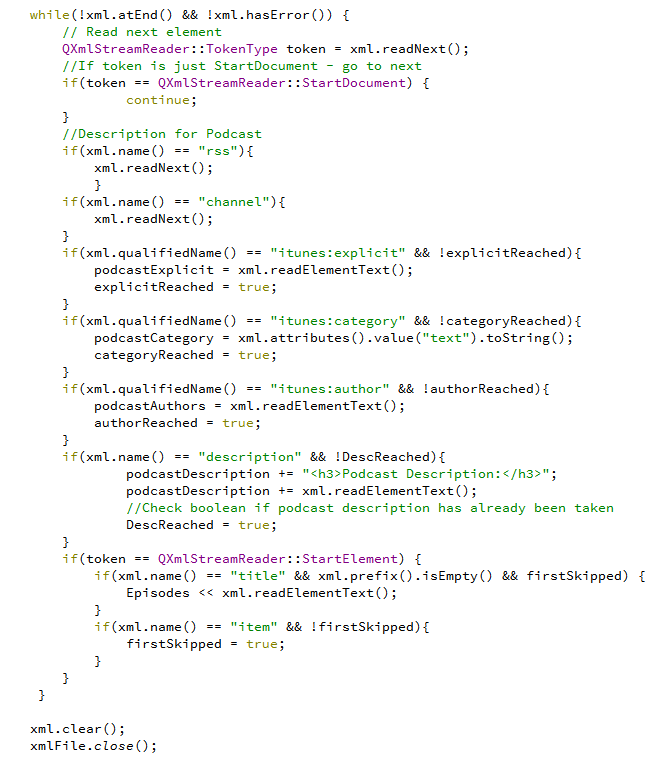 while(!xml.atEnd() && !xml.hasError()) {
// Read next element
QXmlStreamReader::TokenType token = xml.readNext();
//If token is just StartDocument - go to next
if(token == QXmlStreamReader::StartDocument) {
continue;
}
//Description for Podcast
if(xml.name() == "rss"){
xml.readNext();
}
if(xml.name() == "channel"){
xml.readNext();
}
if(xml.qualifiedName() == "itunes:explicit" && !explicitReached){
podcastExplicit = xml.readElementText();
explicitReached = true;
}
if(xml.qualifiedName() == "itunes:category" && !categoryReached){
podcastCategory = xml.attributes().value("text").toString();
categoryReached = true;
}
if(xml.qualifiedName() == "itunes:author" && !authorReached){
podcastAuthors = xml.readElementText();
authorReached = true;
}
if(xml.name() == "description" && !DescReached){
podcastDescription += "<h3>Podcast Description:</h3>";
podcastDescription += xml.readElementText();
//Check boolean if podcast description has already been taken
DescReached = true;
}
if(token == QXmlStreamReader::StartElement) {
if(xml.name() == "title" && xml.prefix().isEmpty() && firstSkipped) {
Episodes << xml.readElementText();
}
if(xml.name() == "item" && !firstSkipped){
firstSkipped = true;
}
}
}
xml.clear();
xmlFile.close();